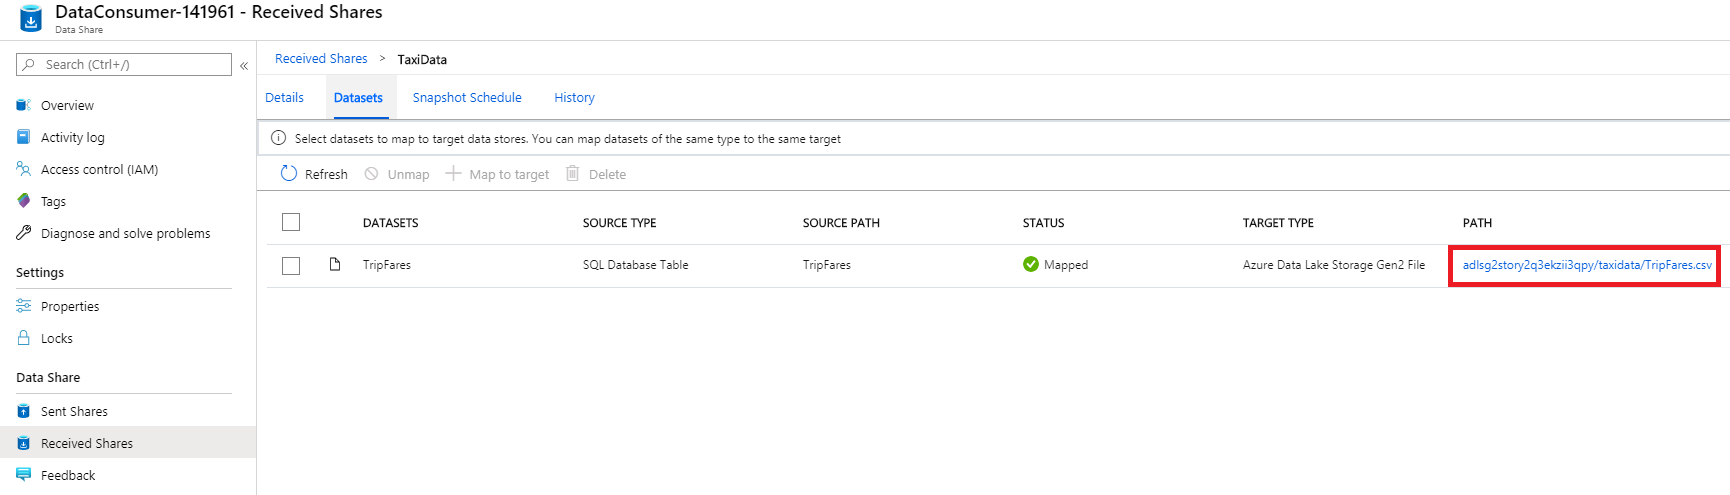 DataConsumer-141961 - Received Shares
Data Share
Search (Ctrl+/)
«
Overview
Activity log
Access control (IAM)
Tags
Diagnose and solve problems
Settings
Properties
Locks
Data Share
Sent Shares
Received Shares
Feedback
Received Shares > TaxiData
Details Datasets Snapshot Schedule History
Select datasets to map to target data stores. You can map datasets of the same type to the same target
Refresh Unmap Map to target Delete
DATASETS SOURCE TYPE SOURCE PATH STATUS TARGET TYPE PATH
TripFares SQL Database Table TripFares Mapped Azure Data Lake Storage Gen2 File adlsg2story2q3ekzii3qpy/taxidata/TripFares.csv